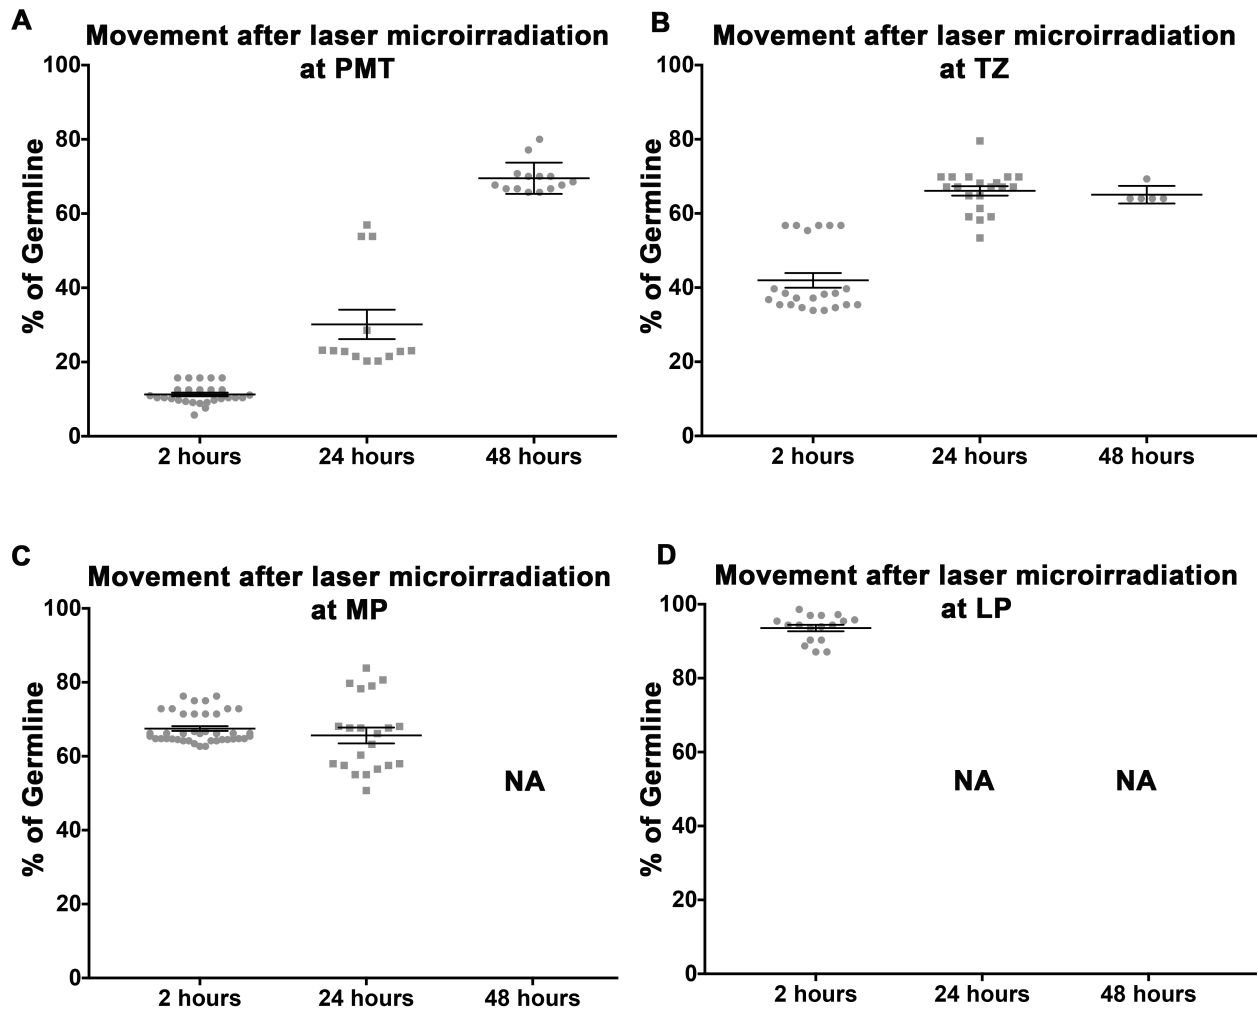 A
Movement after laser microirradiation
at PMT
% of Germline
100
80
60
40
20
0
2 hours
24 hours
48 hours
B
Movement after laser microirradiation
at TZ
% of Germline
100
80
60
40
20
0
2 hours
24 hours
48 hours
C
Movement after laser microirradiation
at MP
% of Germline
100
80
60
40
20
0
NA
2 hours
24 hours
48 hours
D
Movement after laser microirradiation
at LP
% of Germline
100
80
60
40
20
0
NA
NA
2 hours
24 hours
48 hours